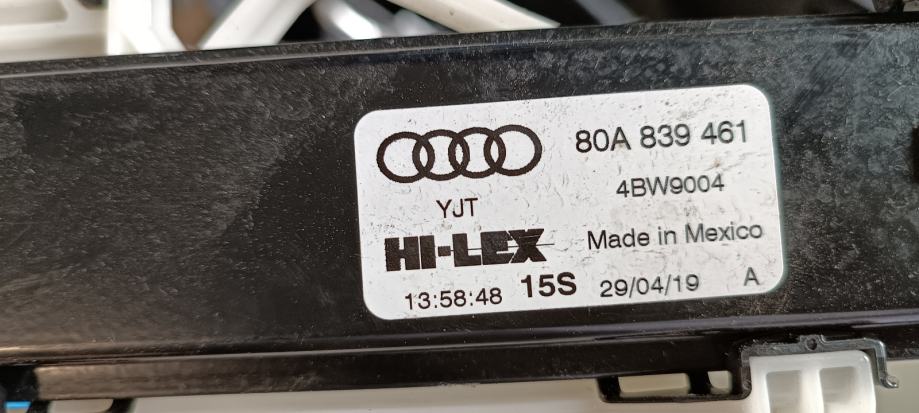 80A 839 461
4BW9004
YJT
HI-LEX
Made in Mexico
13:58:48 15S 29/04/19 A